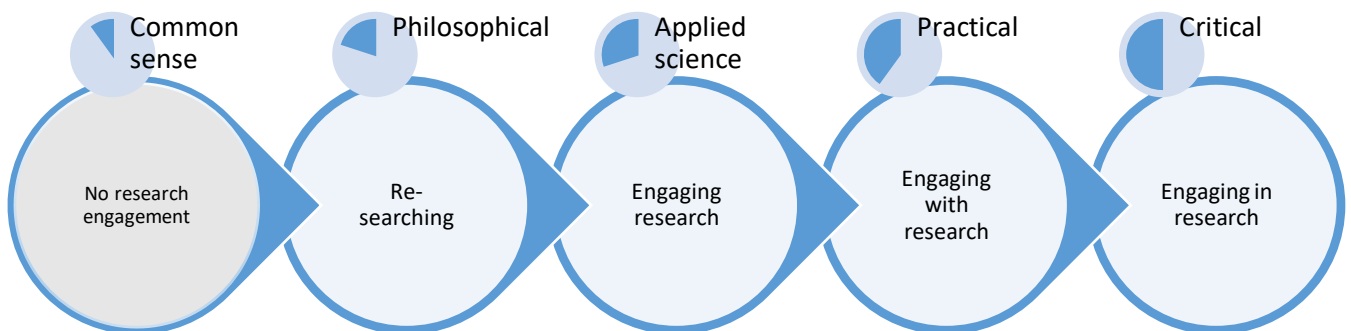 Common
sense
Philosophical
Applied
science
Practical
Critical
No research
engagement
Re-
searching
Engaging
research
Engaging
with
research
Engaging in
research